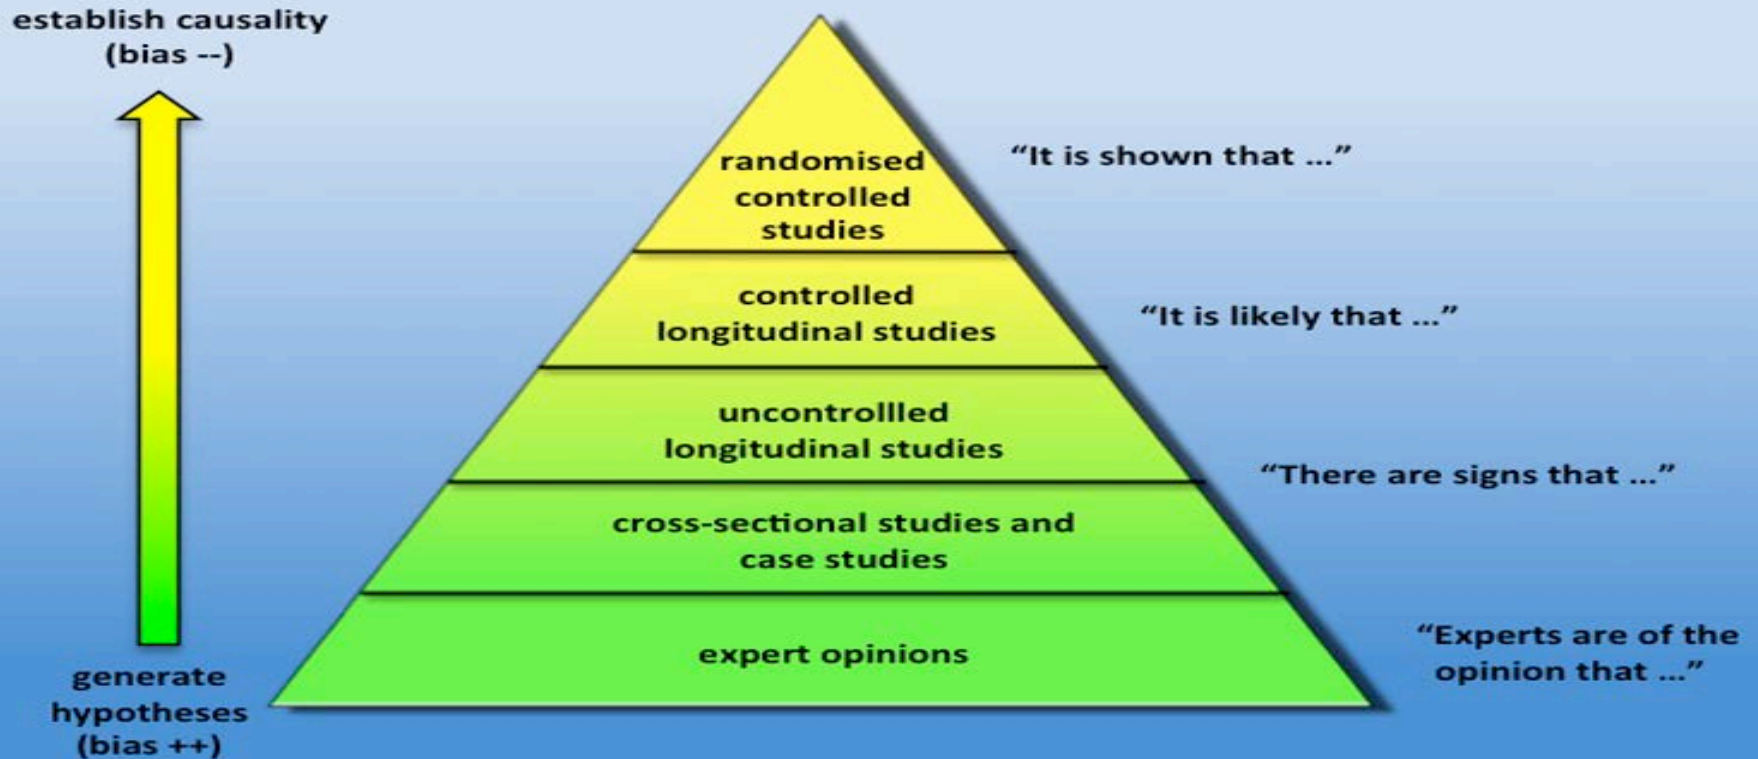 establish causality
(bias --)
randomised
controlled
studies
"It is shown that ..."
controlled
longitudinal studies
"It is likely that ..."
uncontrollled
longitudinal studies
"There are signs that ..."
cross-sectional studies and
case studies
expert opinions
"Experts are of the
opinion that ..."
generate
hypotheses
(bias ++)